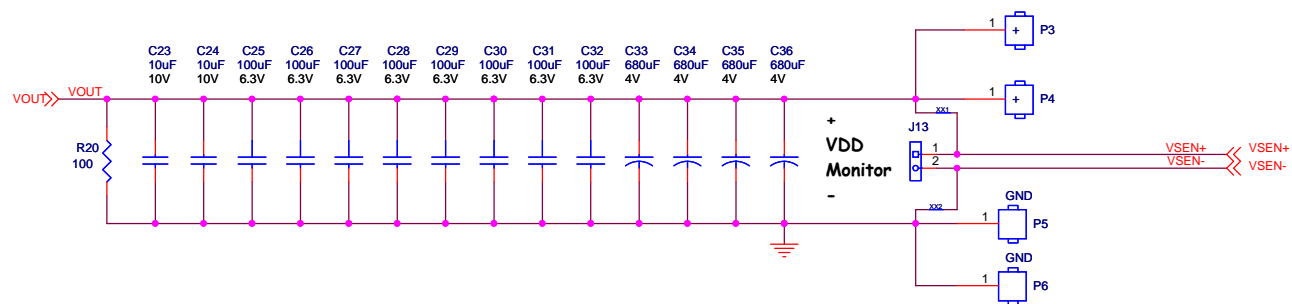 1 P3
C23 C24 C25 C26 C27 C28 C29 C30 C31 C32 C33 C34 C35 C36
10uF 10uF 100uF 100uF 100uF 100uF 100uF 100uF 100uF 100uF 680uF 680uF 680uF 680uF
10V 10V 6.3V 6.3V 6.3V 6.3V 6.3V 6.3V 6.3V 6.3V 4V 4V 4V 4V
VOUT VOUT
1 P4
XX1
+
J13
R20
100
VDD
Monitor
-
1
2
VSEN+ VSEN+
VSEN- VSEN-
XX2
GND
1 P5
GND
1 P6